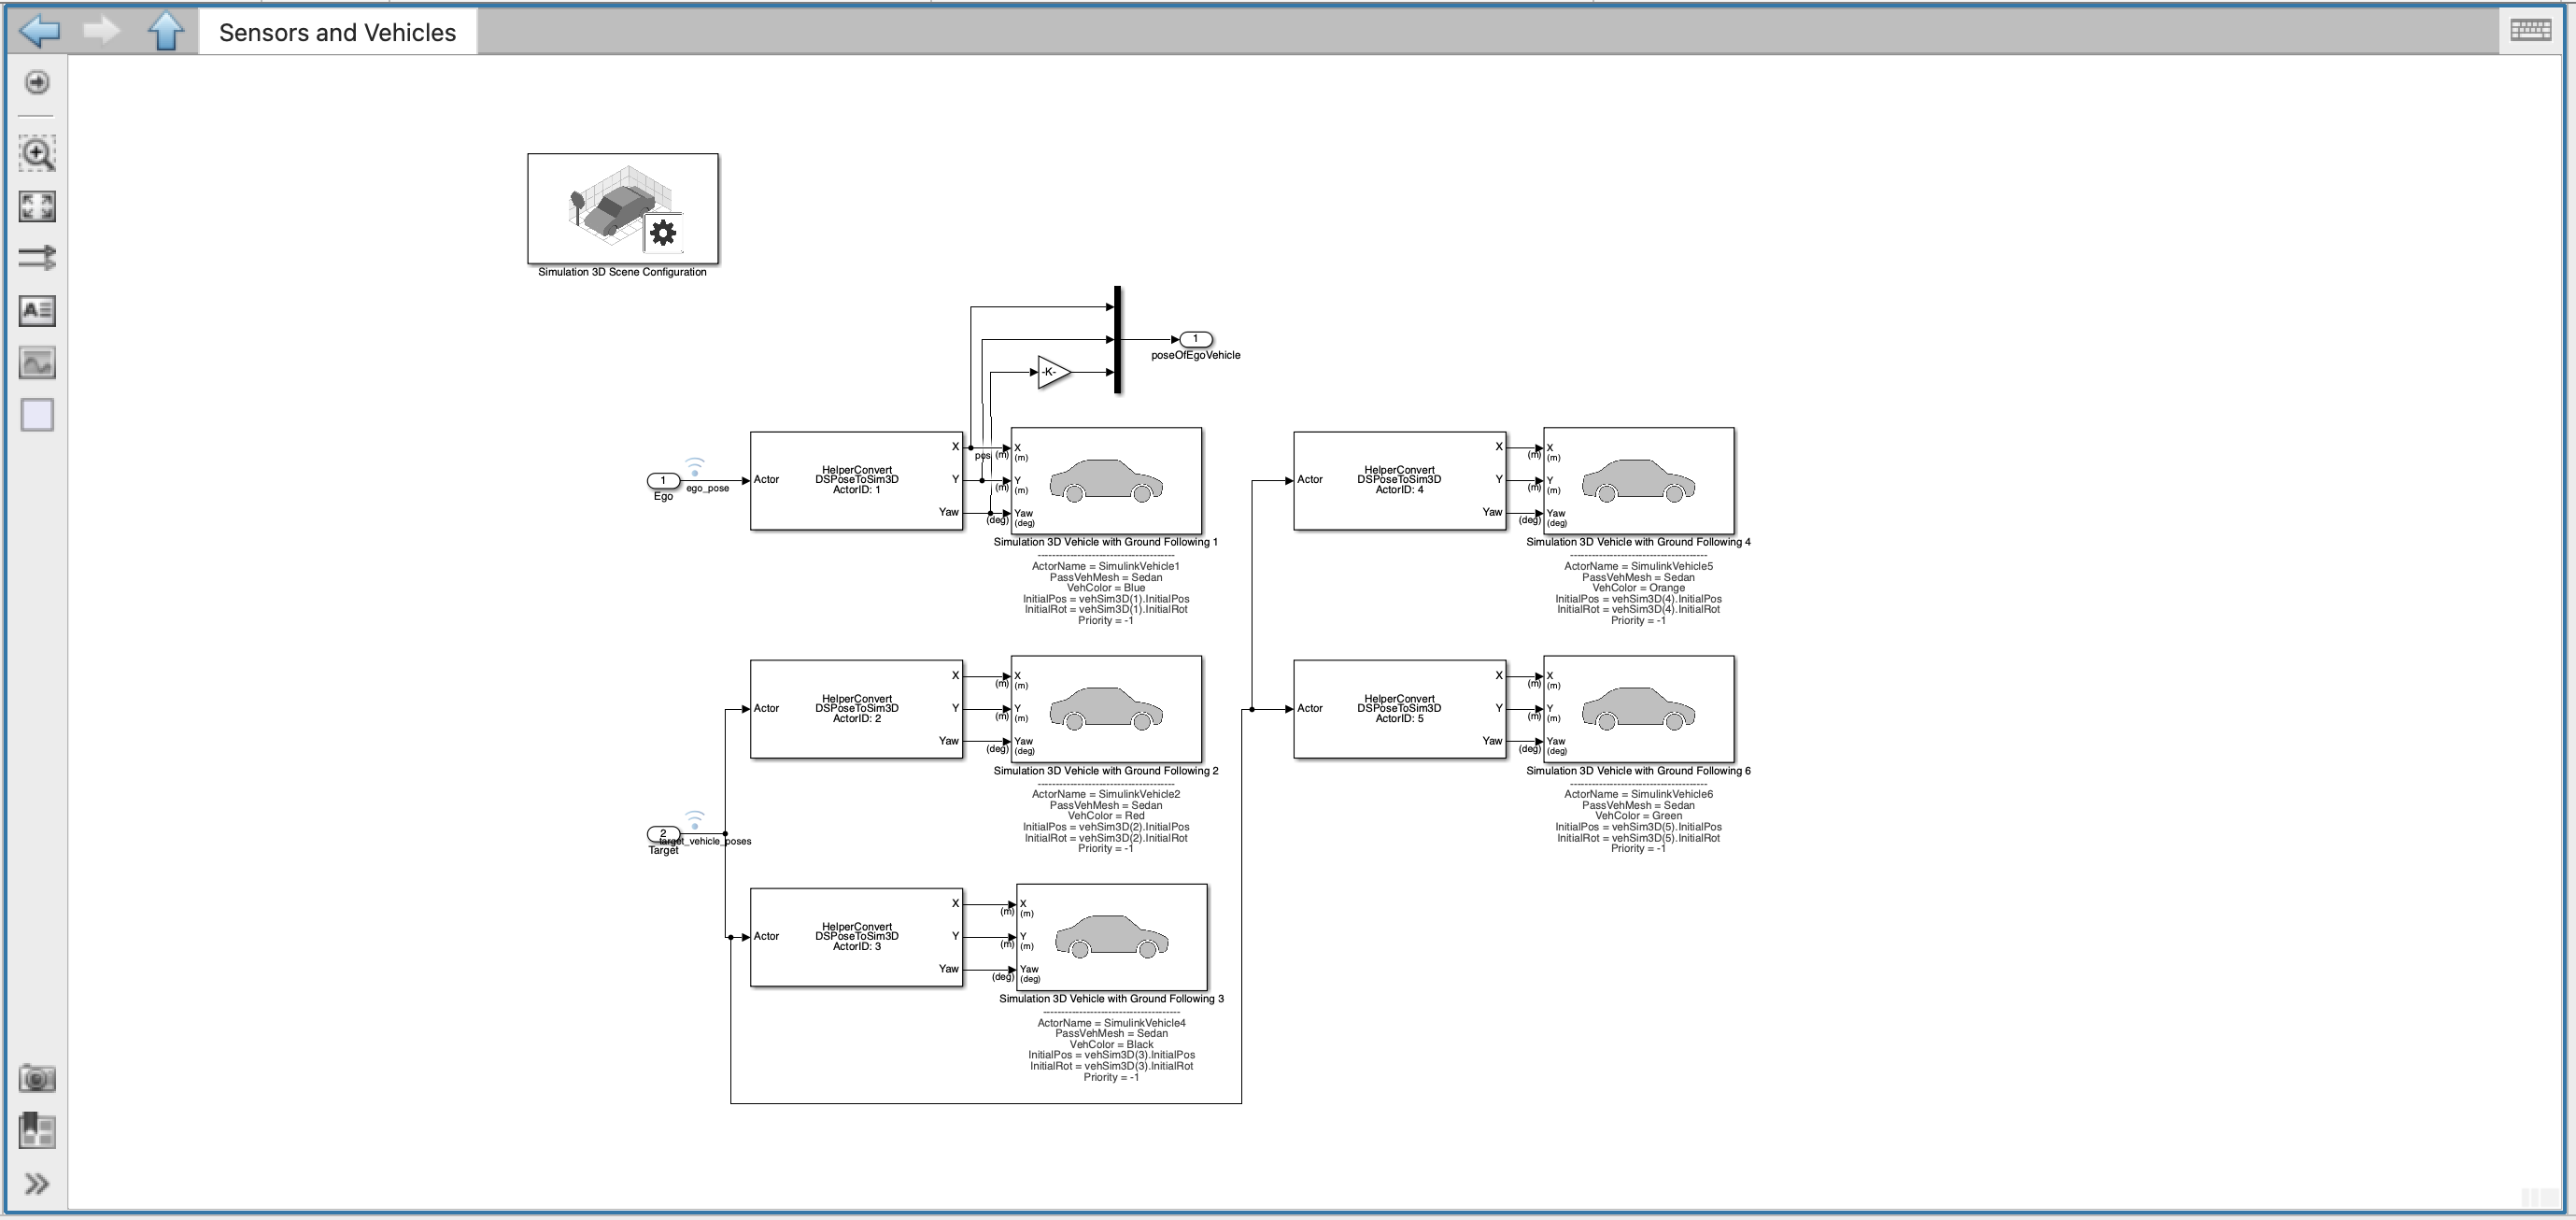 Sensors and Vehicles
Simulation 3D Scene Configuration
-K-
1
poseOfEgoVehicle
1
Ego
ego_pose
Actor
HelperConvert
DSPoseToSim3D
ActorID: 1
X
Y
Yaw
pos
(m)
(m)
(deg)
X
(m)
Y
(m)
Yaw
(deg)
Simulation 3D Vehicle with Ground Following 1
--------------------------------------
ActorName = SimulinkVehicle1
PassVehMesh = Sedan
VehColor = Blue
InitialPos = vehSim3D(1).InitialPos
InitialRot = vehSim3D(1).InitialRot
Priority = -1
Actor
HelperConvert
DSPoseToSim3D
ActorID: 4
X
Y
Yaw
(m)
(m)
(deg)
X
(m)
Y
(m)
Yaw
(deg)
Simulation 3D Vehicle with Ground Following 4
--------------------------------------
ActorName = SimulinkVehicle5
PassVehMesh = Sedan
VehColor = Orange
InitialPos = vehSim3D(4).InitialPos
InitialRot = vehSim3D(4).InitialRot
Priority = -1
2
Target
target_vehicle_poses
Actor
HelperConvert
DSPoseToSim3D
ActorID: 2
X
Y
Yaw
(m)
(m)
(deg)
X
(m)
Y
(m)
Yaw
(deg)
Simulation 3D Vehicle with Ground Following 2
--------------------------------------
ActorName = SimulinkVehicle2
PassVehMesh = Sedan
VehColor = Red
InitialPos = vehSim3D(2).InitialPos
InitialRot = vehSim3D(2).InitialRot
Priority = -1
Actor
HelperConvert
DSPoseToSim3D
ActorID: 5
X
Y
Yaw
(m)
(m)
(deg)
X
(m)
Y
(m)
Yaw
(deg)
Simulation 3D Vehicle with Ground Following 6
--------------------------------------
ActorName = SimulinkVehicle6
PassVehMesh = Sedan
VehColor = Green
InitialPos = vehSim3D(5).InitialPos
InitialRot = vehSim3D(5).InitialRot
Priority = -1
Actor
HelperConvert
DSPoseToSim3D
ActorID: 3
X
Y
Yaw
(m)
(m)
(deg)
X
(m)
Y
(m)
Yaw
(deg)
Simulation 3D Vehicle with Ground Following 3
--------------------------------------
ActorName = SimulinkVehicle4
PassVehMesh = Sedan
VehColor = Black
InitialPos = vehSim3D(3).InitialPos
InitialRot = vehSim3D(3).InitialRot
Priority = -1